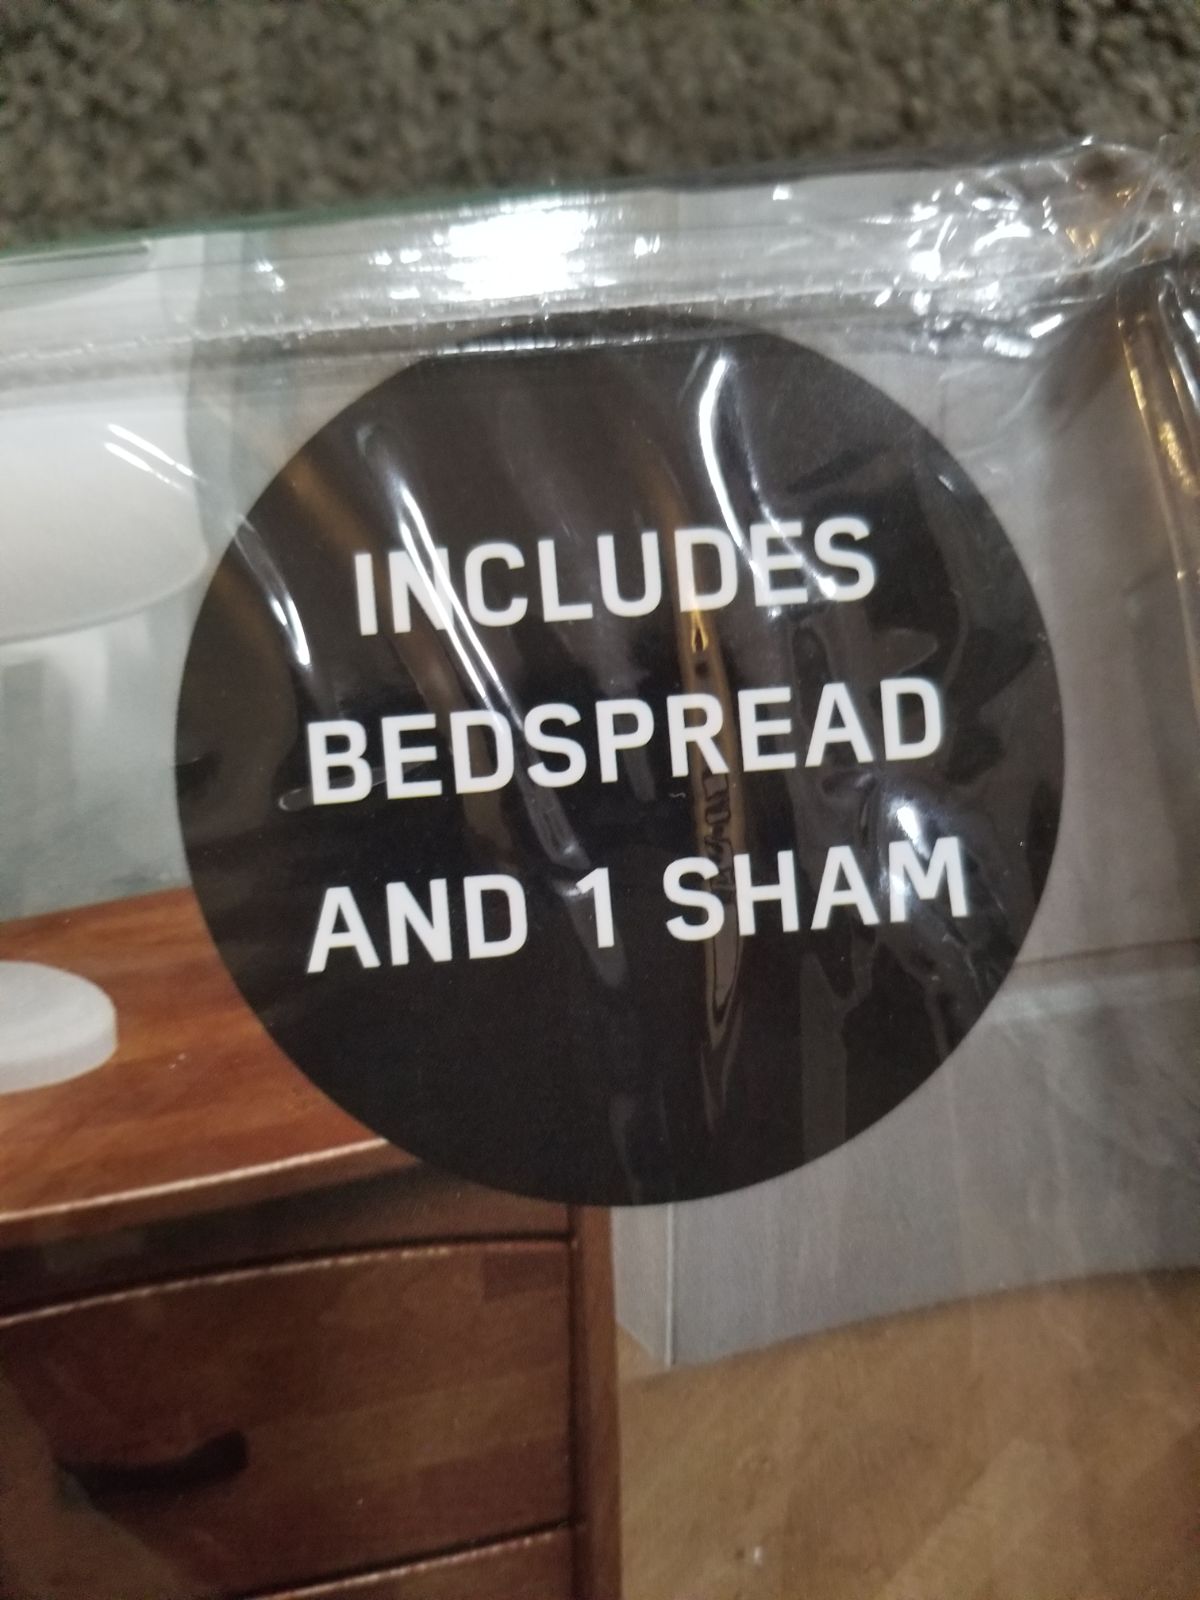 INCLUDES
BEDSPREAD
AND 1 SHAM